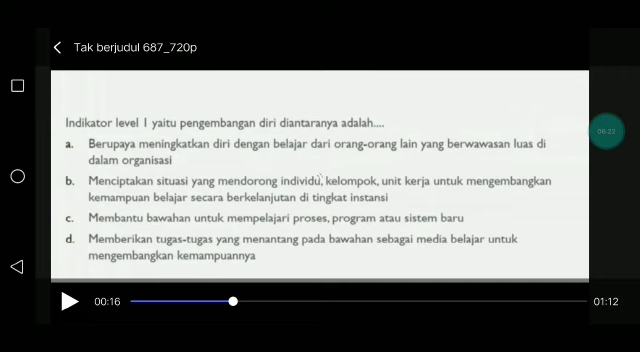 Tak berjudul 687_720p
Indikator level 1 yaitu pengembangan diri diantaranya adalah....
a. Berupaya meningkatkan diri dengan belajar dari orang-orang lain yang berwawasan luas di
dalam organisasi
b. Menciptakan situasi yang mendorong individu, kelompok, unit kerja untuk mengembangkan
kemampuan belajar secara berkelanjutan di tingkat instansi
c. Membantu bawahan untuk mempelajari proses, program atau sistem baru
d. Memberikan tugas-tugas yang menantang pada bawahan sebagai media belajar untuk
mengembangkan kemampuannya
06:22
00:16
01:12